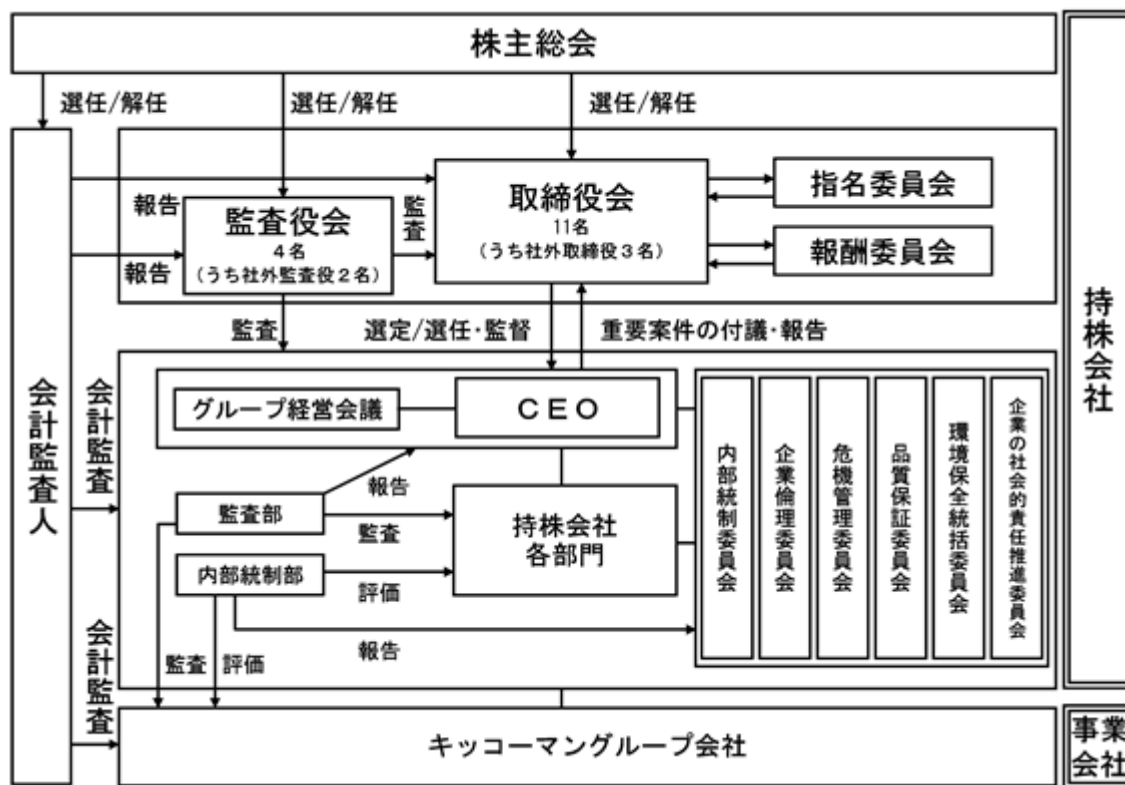 株主総会
選任/解任
選任/解任
選任/解任
持株会社
会計監査人
報告
報告
監査役会
4名
(うち社外監査役2名)
監査
取締役会
11名
(うち社外取締役3名)
指名委員会
報酬委員会
監査
選定/選任・監督
重要案件の付議・報告
会計監査
グループ経営会議
CEO
報告
監査部
監査
持株会社
各部門
内部統制部
評価
報告
内部統制委員会
企業倫理委員会
危機管理委員会
品質保証委員会
環境保全統括委員会
企業の社会的責任推進委員会
会計監査
監査
評価
キッコーマングループ会社
事業
会社